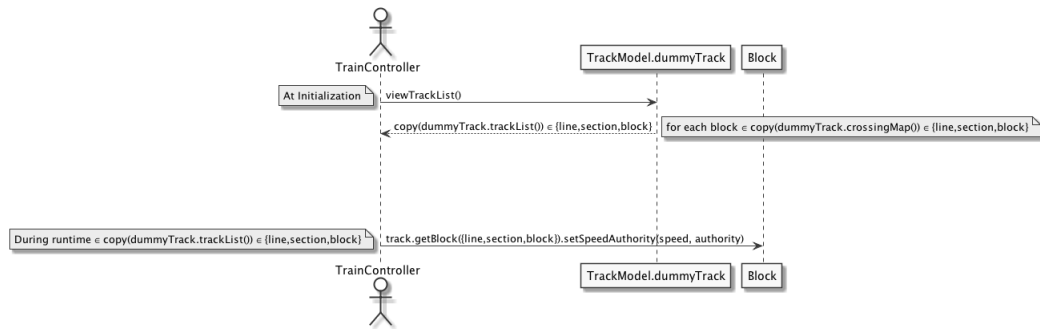 TrainController
TrackModel.dummyTrack
Block
At Initialization
viewTrackList()
copy(dummyTrack.trackList()) ∈ {line,section,block}
for each block ∈ copy(dummyTrack.crossingMap()) ∈ {line,section,block}
During runtime ∈ copy(dummyTrack.trackList()) ∈ {line,section,block}
track.getBlock({line,section,block}).setSpeedAuthority(speed, authority)
TrainController
TrackModel.dummyTrack
Block